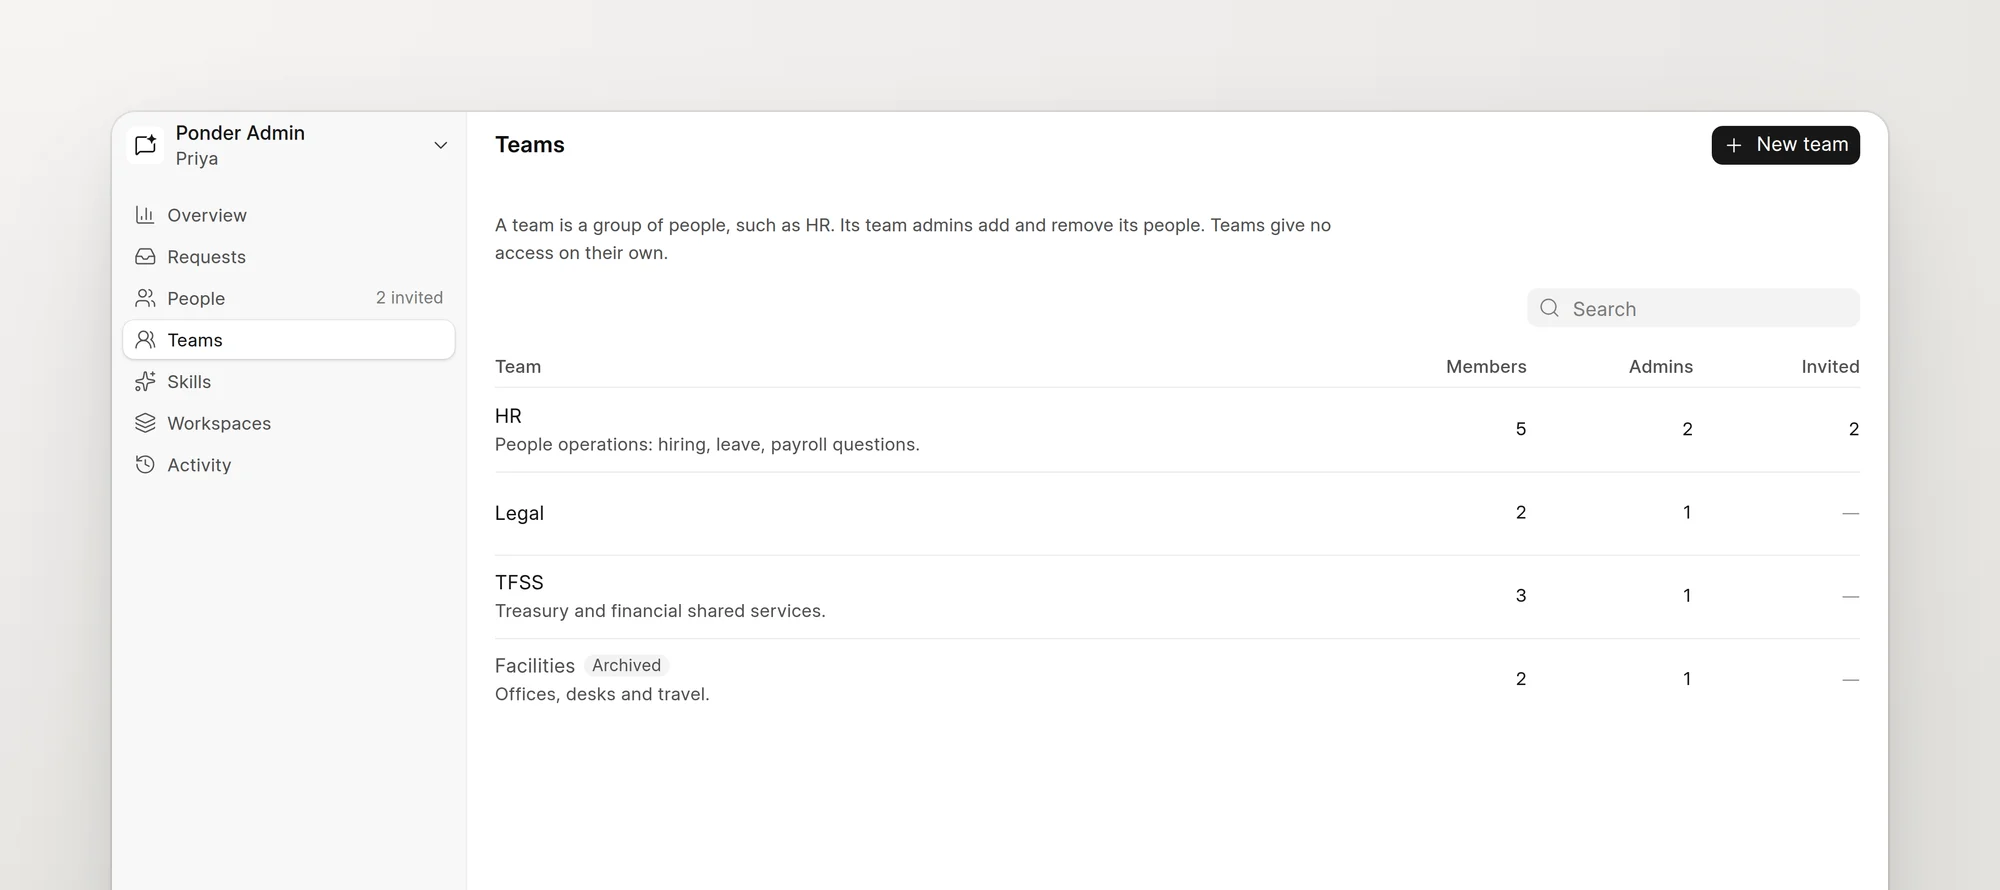 Ponder Admin
Priya
Overview
Requests
People 2 invited
Teams
Skills
Workspaces
Activity
Teams
New team
A team is a group of people, such as HR. Its team admins add and remove its people. Teams give no
access on their own.
Search
Team Members Admins Invited
HR
People operations: hiring, leave, payroll questions.
5 2 2
Legal
2 1 —
TFSS
Treasury and financial shared services.
3 1 —
Facilities Archived
Offices, desks and travel.
2 1 —